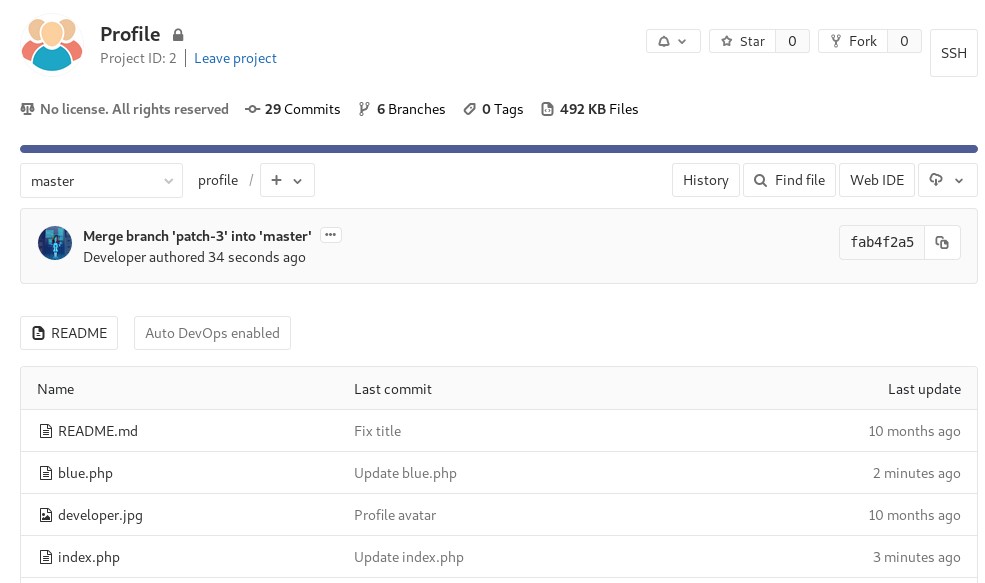 Profile
Project ID: 2 | Leave project
Star 0 Fork 0 SSH
No license. All rights reserved 29 Commits 6 Branches 0 Tags 492 KB Files
master profile / + History Find file Web IDE
Merge branch 'patch-3' into 'master' ···
Developer authored 34 seconds ago
fab4f2a5
README Auto DevOps enabled
Name Last commit Last update
README.md Fix title 10 months ago
blue.php Update blue.php 2 minutes ago
developer.jpg Profile avatar 10 months ago
index.php Update index.php 3 minutes ago